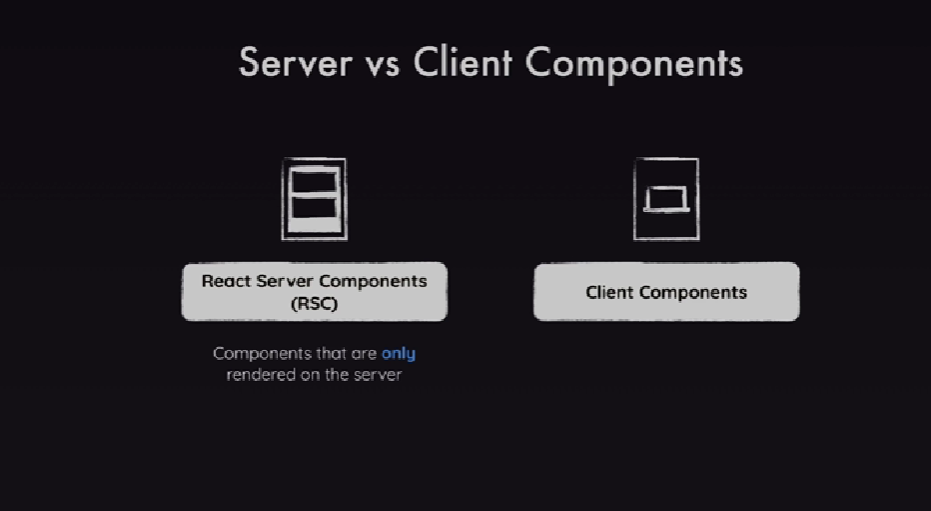 Server vs Client Components
React Server Components
(RSC)
Client Components
Components that are only
rendered on the server